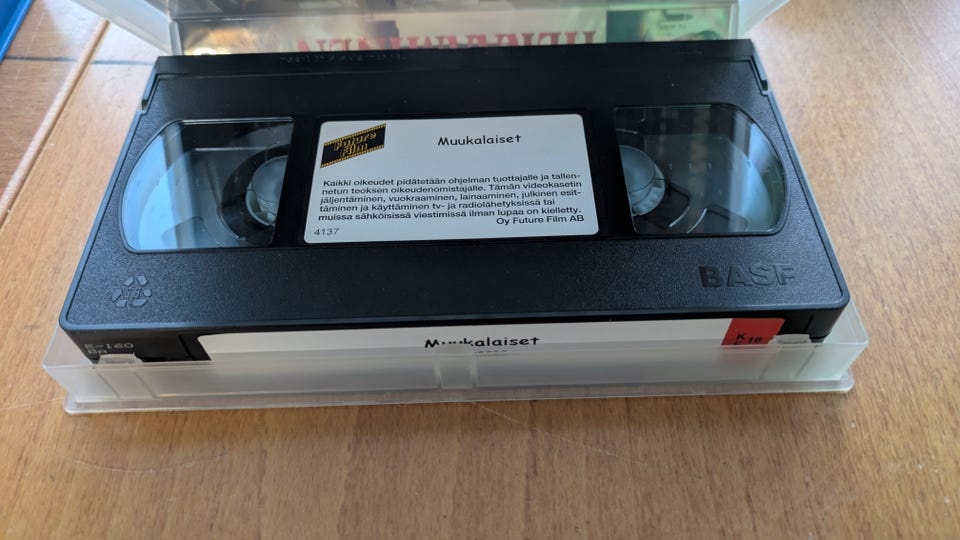 Future
Film
Muukalaiset
Kaikki oikeudet pidätetään ohjelman tuottajalle ja tallen-
netun teoksen oikeudenomistajalle. Tämän videokasetin
jäljentäminen, vuokraaminen, lainaaminen, julkinen esit-
täminen ja käyttäminen tv- ja radiolähetyksissä tai
muissa sähköisissä viestimissä ilman lupaa on kielletty.
Oy Future Film AB
4137
BASF
E-160
Muukalaiset
K
E 16